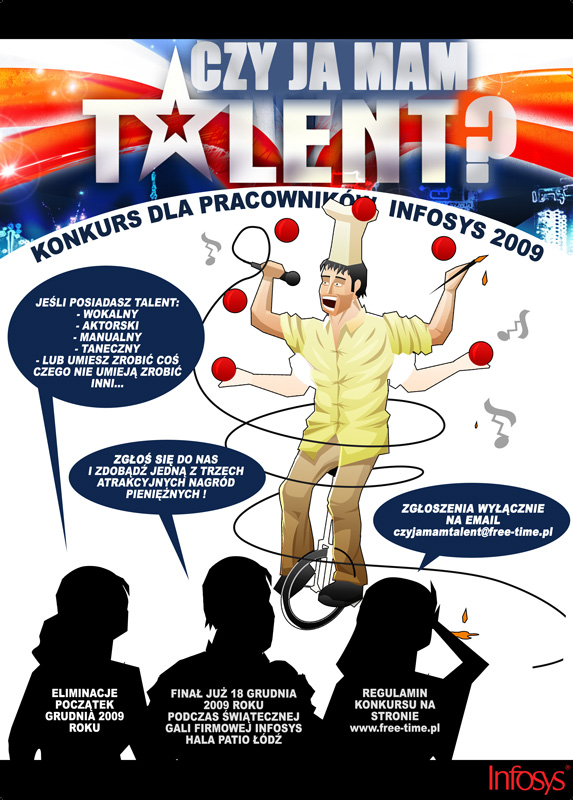 CZY JA MAM
TALENT?
KONKURS DLA PRACOWNIKÓW INFOSYS 2009
JEŚLI POSIADASZ TALENT:
- WOKALNY
- AKTORSKI
- MANUALNY
- TANECZNY
- LUB UMIESZ ZROBIĆ COŚ
CZEGO NIE UMIEJĄ ZROBIĆ
INNI...
ZGŁOŚ SIĘ DO NAS
I ZDOBĄDŹ JEDNĄ Z TRZECH
ATRAKCYJNYCH NAGRÓD
PIENIĘŻNYCH !
ZGŁOSZENIA WYŁĄCZNIE
NA EMAIL
czyjamamtalent@free-time.pl
ELIMINACJE
POCZĄTEK
GRUDNIA 2009
ROKU
FINAŁ JUŻ 18 GRUDNIA
2009 ROKU
PODCZAS ŚWIĄTECZNEJ
GALI FIRMOWEJ INFOSYS
HALA PATIO ŁÓDŹ
REGULAMIN
KONKURSU NA
STRONIE
www.free-time.pl
Infosys®